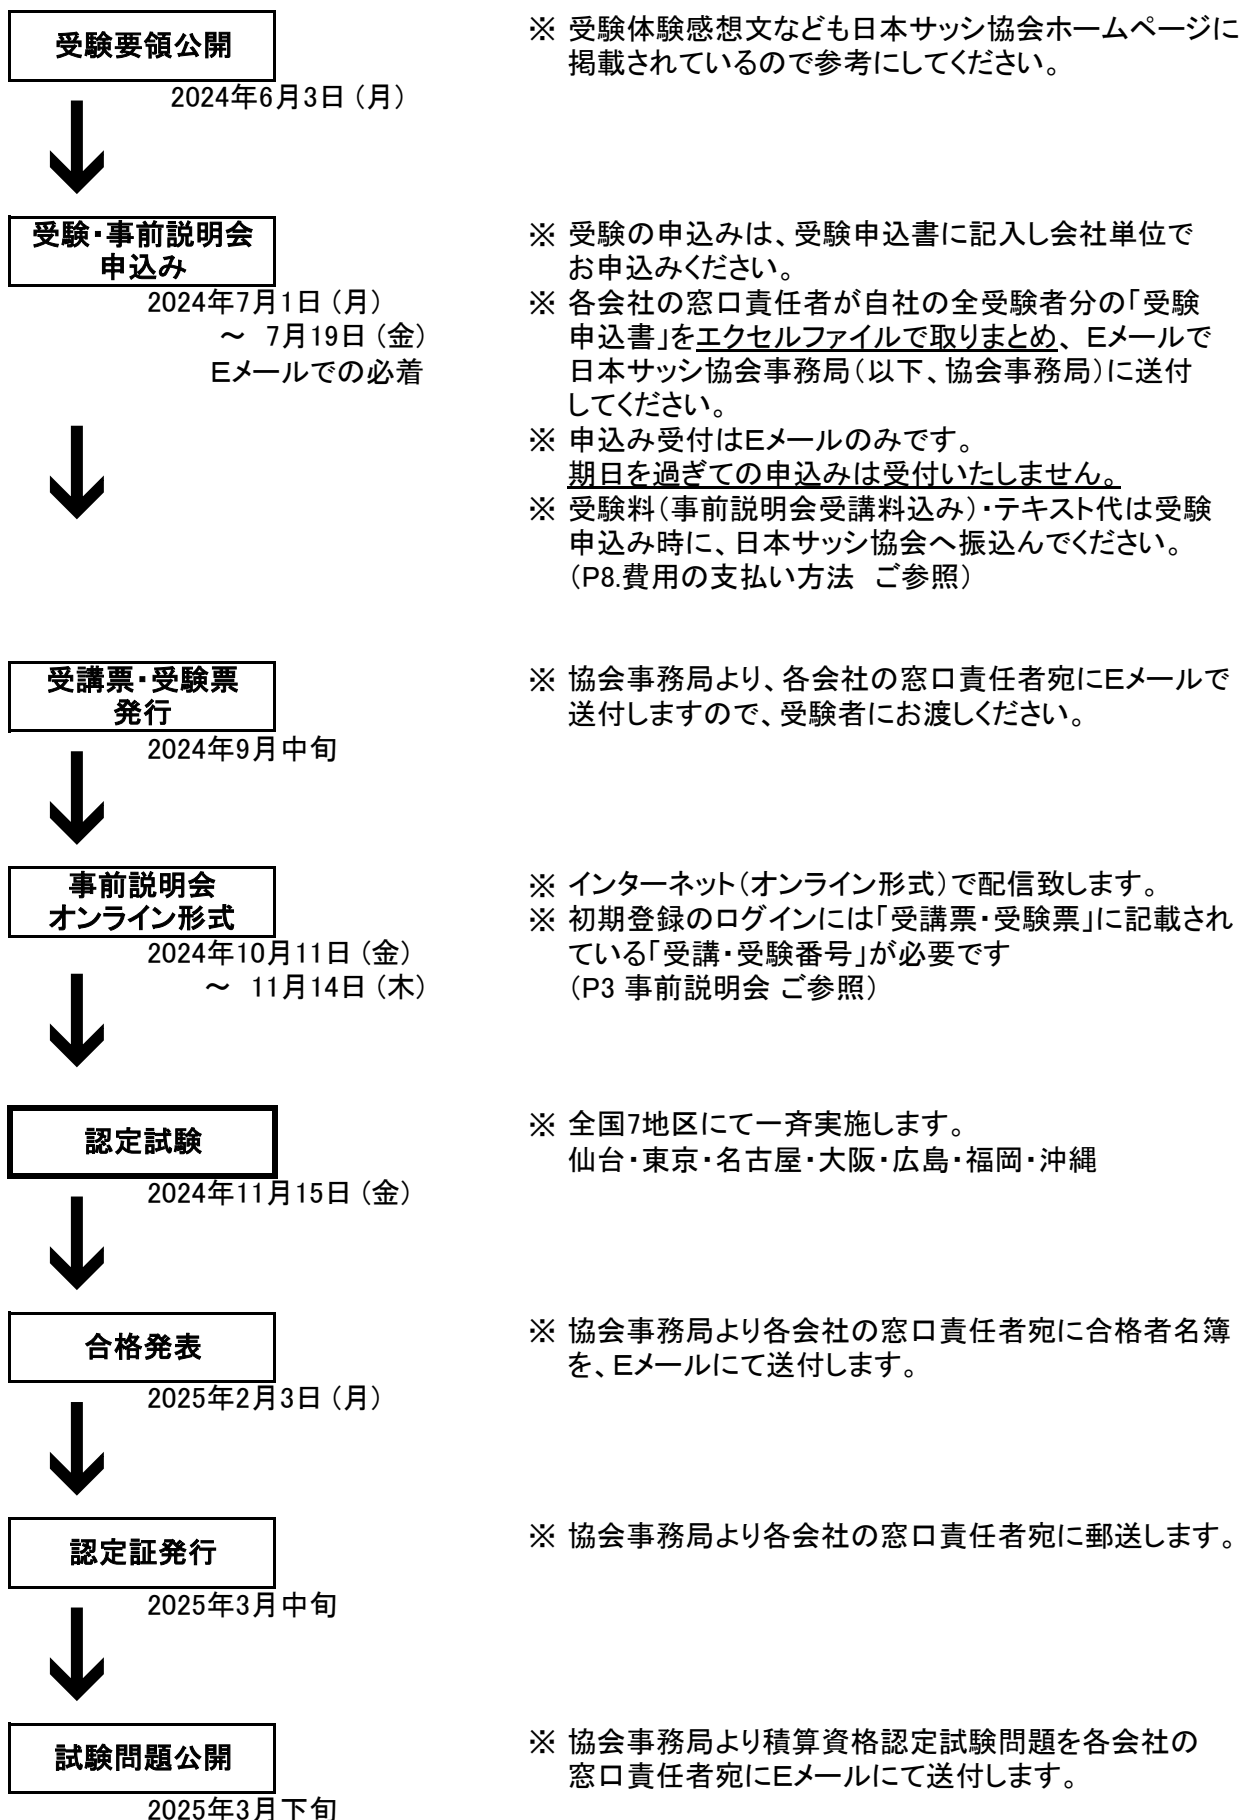 受験要領公開
2024年6月3日（月）
※ 受験体験感想文なども日本サッシ協会ホームページに
掲載されているので参考にしてください。
受験・事前説明会
申込み
2024年7月1日（月）
～ 7月19日（金）
Eメールでの必着
※ 受験の申込みは、受験申込書に記入し会社単位で
お申込みください。
※ 各会社の窓口責任者が自社の全受験者分の「受験
申込書」をエクセルファイルで取りまとめ、Eメールで
日本サッシ協会事務局（以下、協会事務局）に送付
してください。
※ 申込み受付はEメールのみです。
期日を過ぎての申込みは受付いたしません。
※ 受験料（事前説明会受講料込み）・テキスト代は受験
申込み時に、日本サッシ協会へ振込んでください。
（P8.費用の支払い方法　ご参照）
受講票・受験票
発行
2024年9月中旬
※ 協会事務局より、各会社の窓口責任者宛にEメールで
送付しますので、受験者にお渡しください。
事前説明会
オンライン形式
2024年10月11日（金）
～ 11月14日（木）
※ インターネット（オンライン形式）で配信致します。
※ 初期登録のログインには「受講票・受験票」に記載され
ている「受講・受験番号」が必要です
（P3 事前説明会 ご参照）
認定試験
2024年11月15日（金）
※ 全国7地区にて一斉実施します。
仙台・東京・名古屋・大阪・広島・福岡・沖縄
合格発表
2025年2月3日（月）
※ 協会事務局より各会社の窓口責任者宛に合格者名簿
を、Eメールにて送付します。
認定証発行
2025年3月中旬
※ 協会事務局より各会社の窓口責任者宛に郵送します。
試験問題公開
2025年3月下旬
※ 協会事務局より積算資格認定試験問題を各会社の
窓口責任者宛にEメールにて送付します。